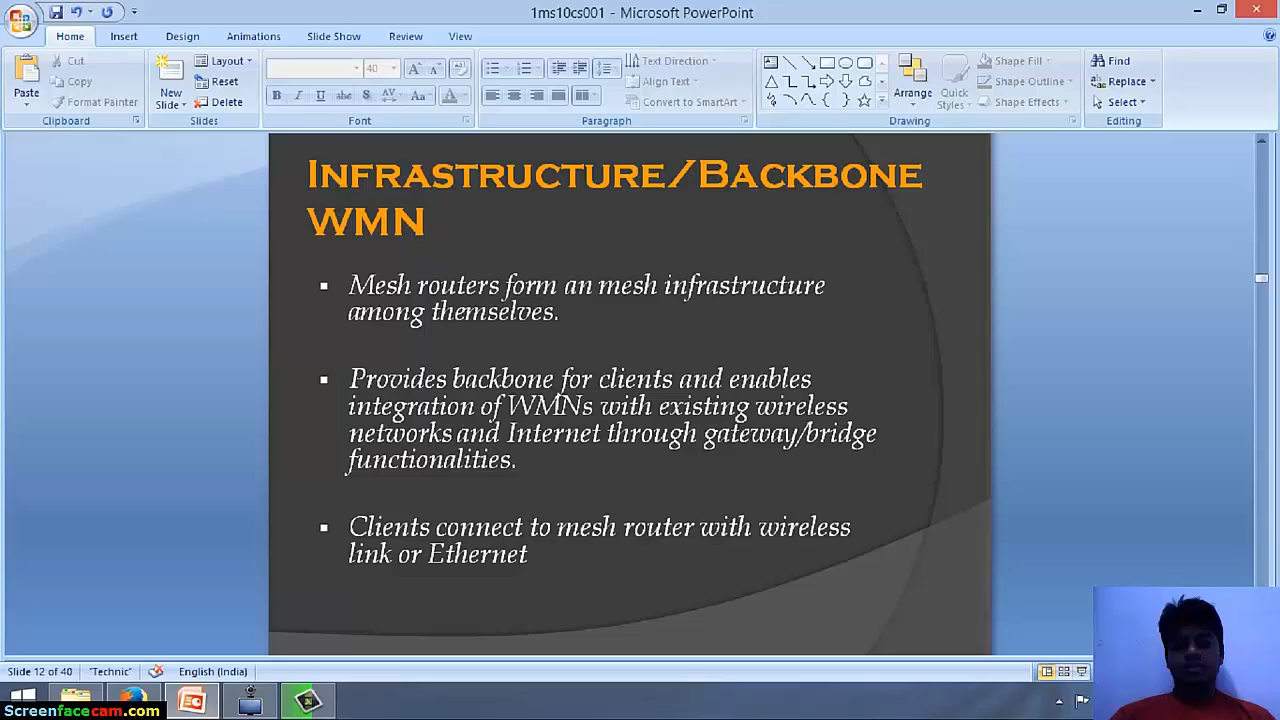 1ms10cs001 - Microsoft PowerPoint
Home Insert Design Animations Slide Show Review View
Paste
Cut
Copy
Format Painter
Clipboard
New Slide
Layout
Reset
Delete
Slides
40
B I U abc S AV Aa A
Font
Text Direction
Align Text
Convert to SmartArt
Paragraph
Arrange
Quick Styles
Shape Fill
Shape Outline
Shape Effects
Drawing
Find
Replace
Select
Editing
Infrastructure/Backbone
WMN
Mesh routers form an mesh infrastructure
among themselves.
Provides backbone for clients and enables
integration of WMNs with existing wireless
networks and Internet through gateway/bridge
functionalities.
Clients connect to mesh router with wireless
link or Ethernet
Slide 12 of 40 "Technic" English (India)
Screenfacecam.com